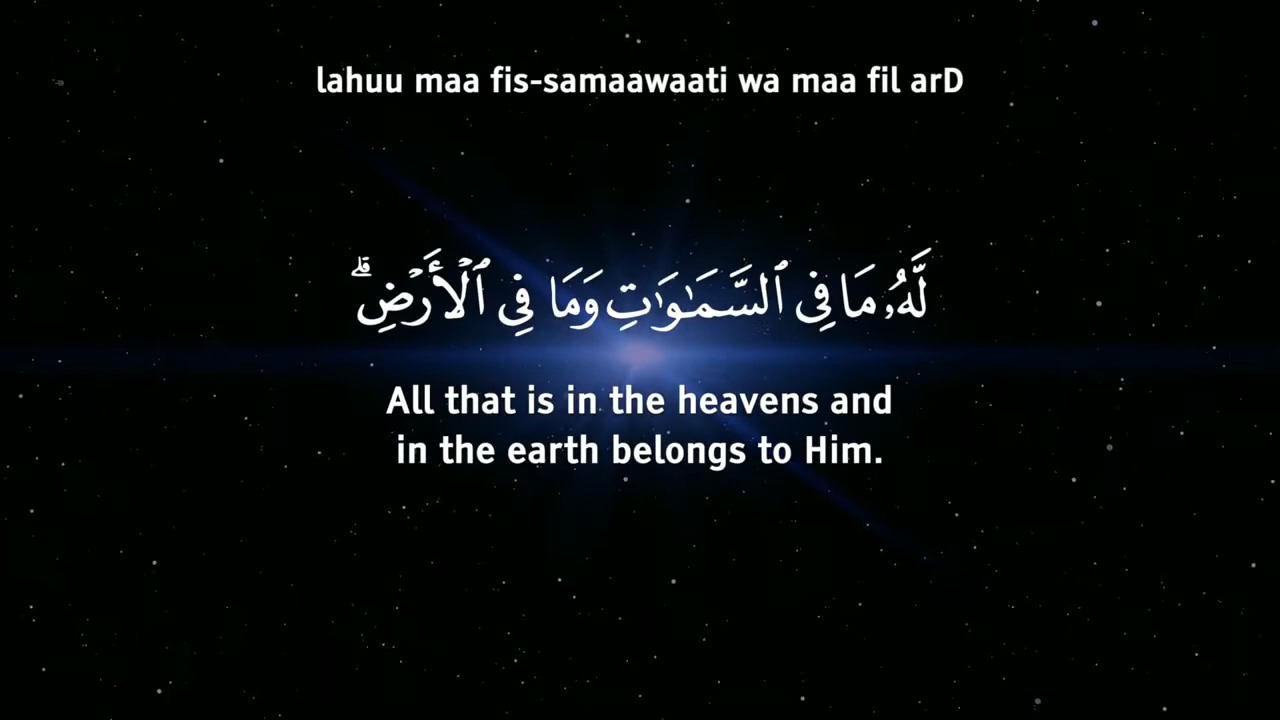 lahuu maa fis-samaawaati wa maa fil arD
لَّهُۥ مَا فِى ٱلسَّمَـٰوَٰتِ وَمَا فِى ٱلْأَرْضِ ۗ
All that is in the heavens and
in the earth belongs to Him.